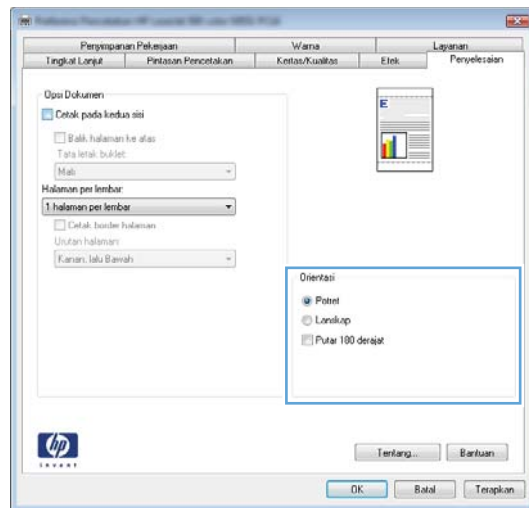 Penyimpanan Pekerjaan Warna Layanan
Tingkat Lanjut Pintasan Pencetakan Kertas/Kualitas Efek Penyelesaian
Opsi Dokumen
Cetak pada kedua sisi
Balik halaman ke atas
Tata letak buklet:
Mati
Halaman per lembar:
1 halaman per lembar
Cetak border halaman
Urutan halaman:
Kanan, lalu Bawah
E
Orientasi
Potret
Lanskap
Putar 180 derajat
hp
invent
Tentang... Bantuan
OK Batal Terapkan